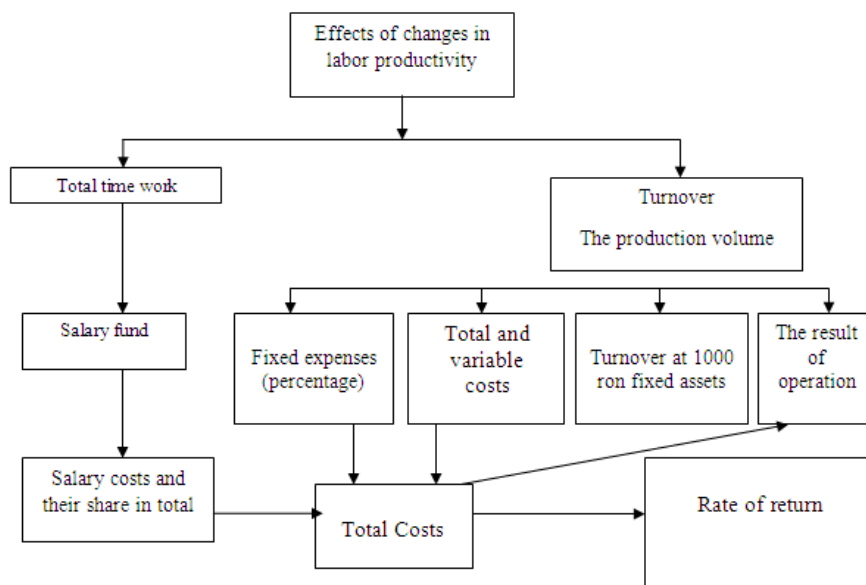 Effects of changes in
labor productivity
Total time work
Turnover
The production volume
Salary fund
Fixed expenses
(percentage)
Total and
variable
costs
Turnover at 1000
ron fixed assets
The result
of
operation
Salary costs and
their share in total
Total Costs
Rate of return